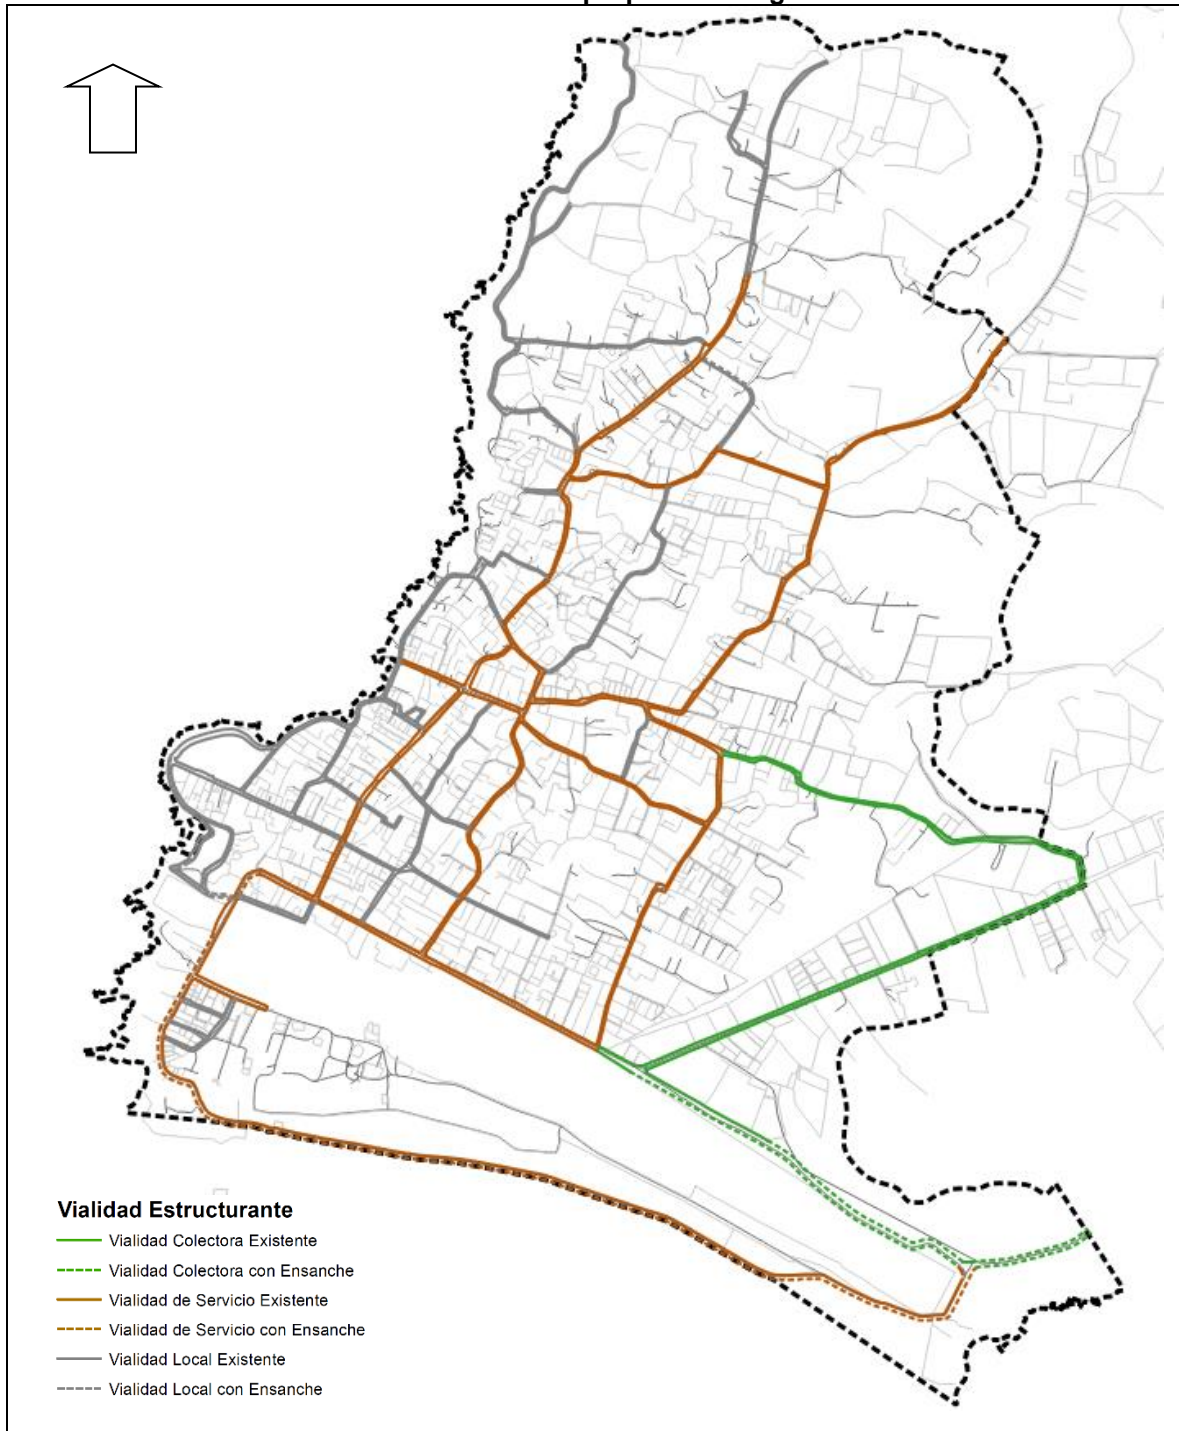 Vialidad Estructurante
Vialidad Colectora Existente
Vialidad Colectora con Ensanche
Vialidad de Servicio Existente
Vialidad de Servicio con Ensanche
Vialidad Local Existente
Vialidad Local con Ensanche